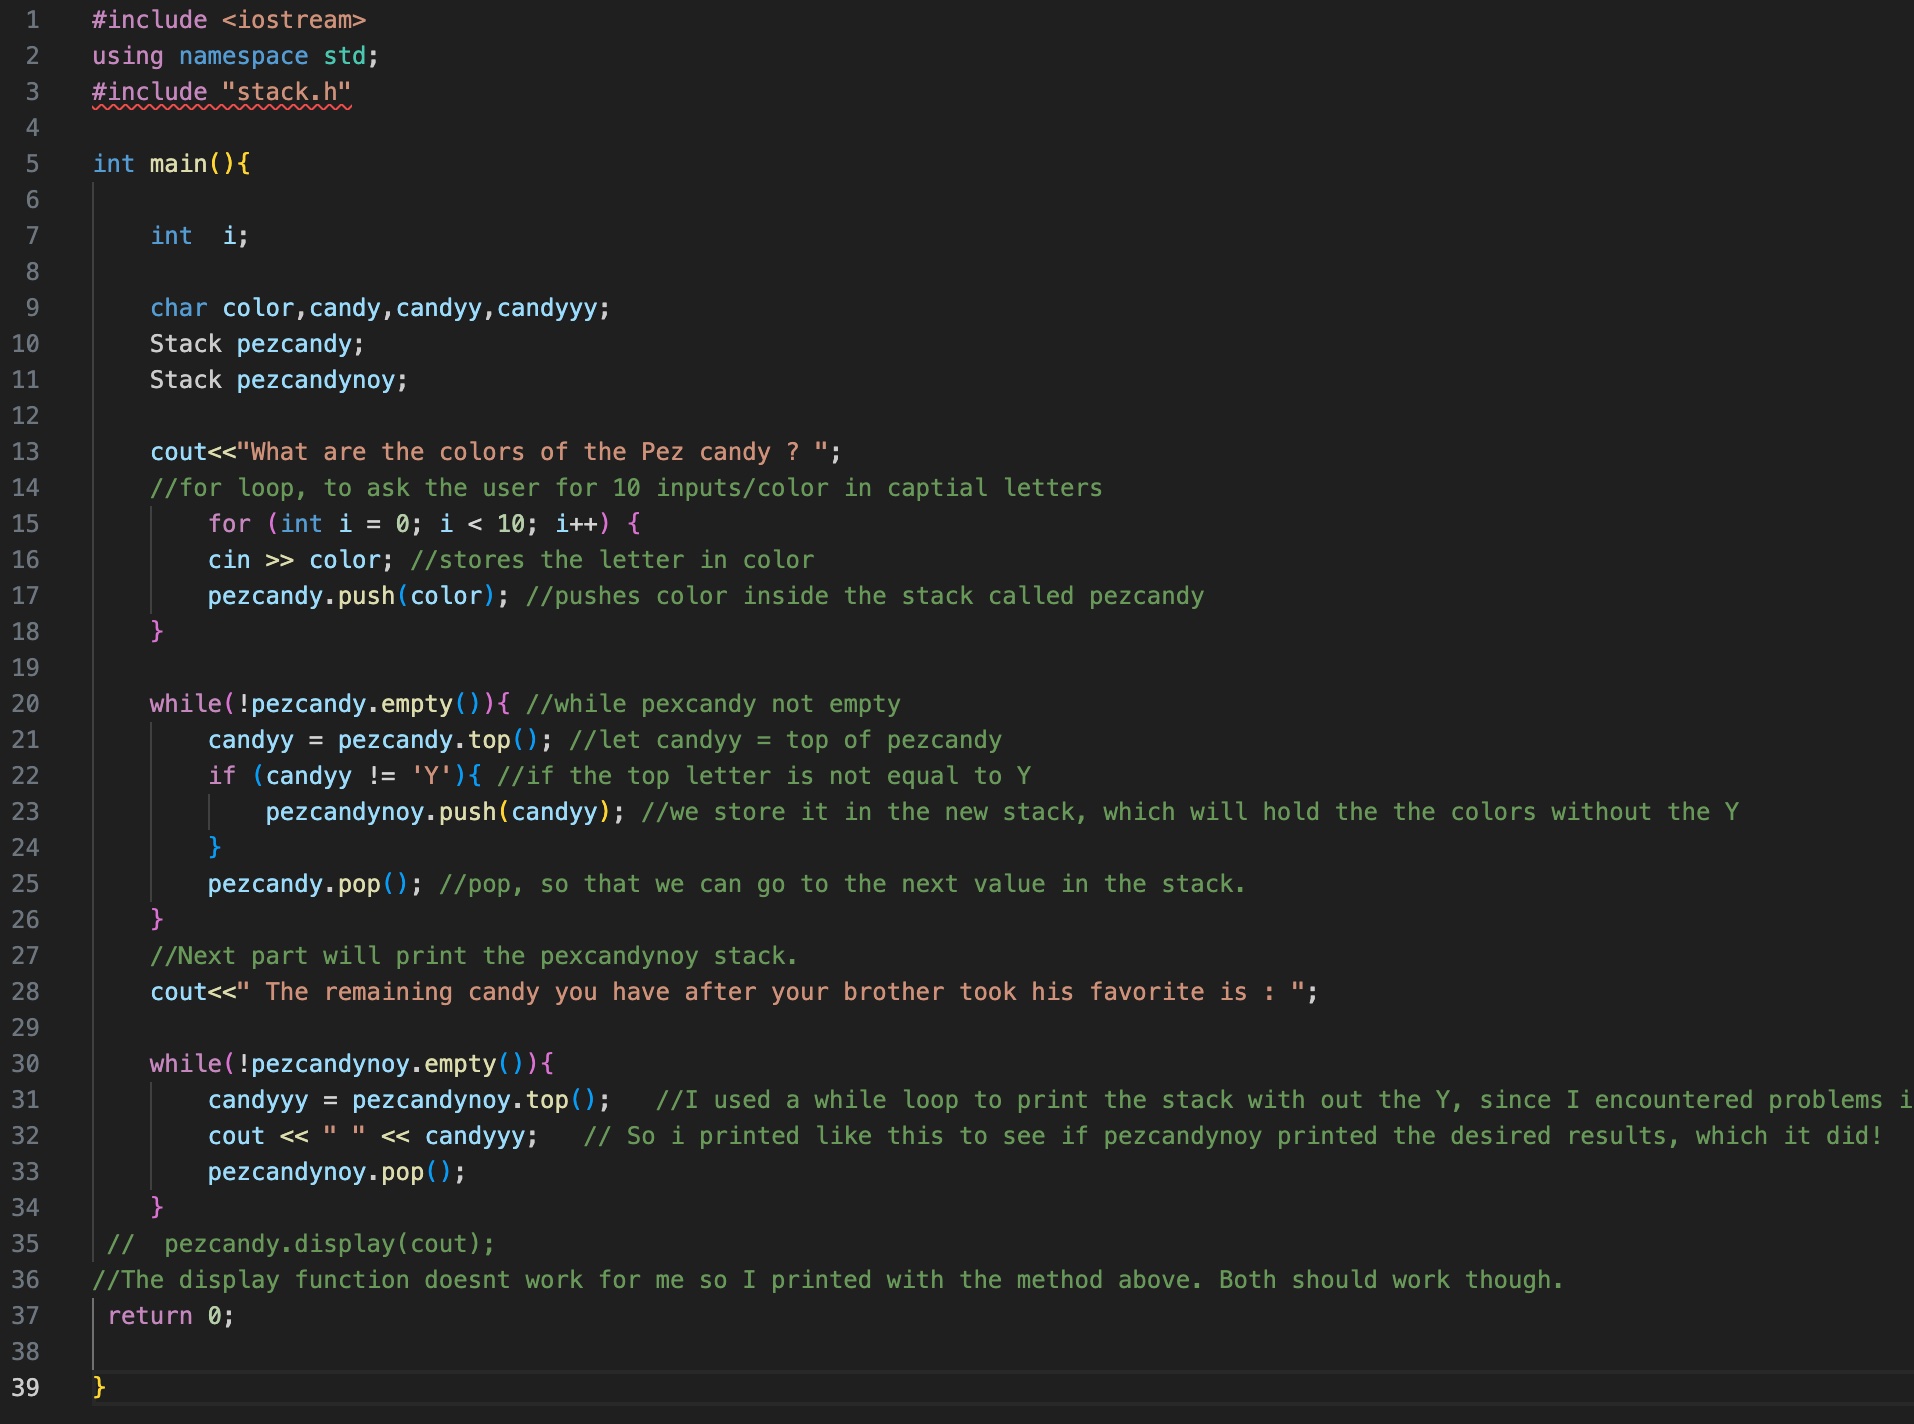 1 #include <iostream>
2 using namespace std;
3 #include "stack.h"
4
5 int main(){
6
7 int  i;
8
9 char color,candy,candyy,candyyy;
10 Stack pezcandy;
11 Stack pezcandynoy;
12
13 cout<<"What are the colors of the Pez candy ? ";
14 //for loop, to ask the user for 10 inputs/color in captial letters
15 for (int i = 0; i < 10; i++) {
16 cin >> color; //stores the letter in color
17 pezcandy.push(color); //pushes color inside the stack called pezcandy
18 }
19
20 while(!pezcandy.empty()){ //while pexcandy not empty
21 candyy = pezcandy.top(); //let candyy = top of pezcandy
22 if (candyy != 'Y'){ //if the top letter is not equal to Y
23 pezcandynoy.push(candyy); //we store it in the new stack, which will hold the the colors without the Y
24 }
25 pezcandy.pop(); //pop, so that we can go to the next value in the stack.
26 }
27 //Next part will print the pexcandynoy stack.
28 cout<<" The remaining candy you have after your brother took his favorite is : ";
29
30 while(!pezcandynoy.empty()){
31 candyyy = pezcandynoy.top();   //I used a while loop to print the stack with out the Y, since I encountered problems i
32 cout << " " << candyyy;   // So i printed like this to see if pezcandynoy printed the desired results, which it did!
33 pezcandynoy.pop();
34 }
35 //  pezcandy.display(cout);
36 //The display function doesnt work for me so I printed with the method above. Both should work though.
37 return 0;
38
39 }